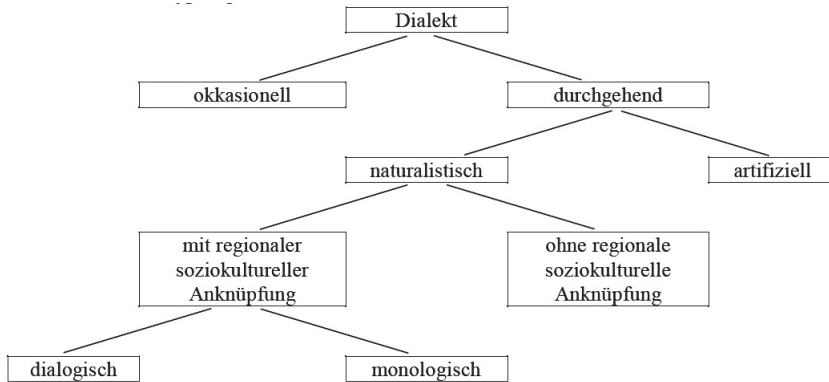 Dialekt
okkasionell
durchgehend
naturalistisch
artifiziell
mit regionaler
soziokultureller
Anknüpfung
ohne regionale
soziokulturelle
Anknüpfung
dialogisch
monologisch